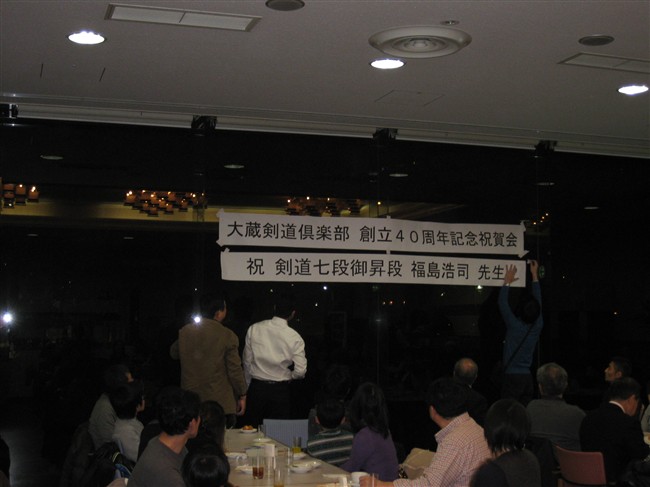 大蔵剣道倶楽部 創立40周年記念祝賀会
祝 剣道七段御昇段 福島浩司 先生